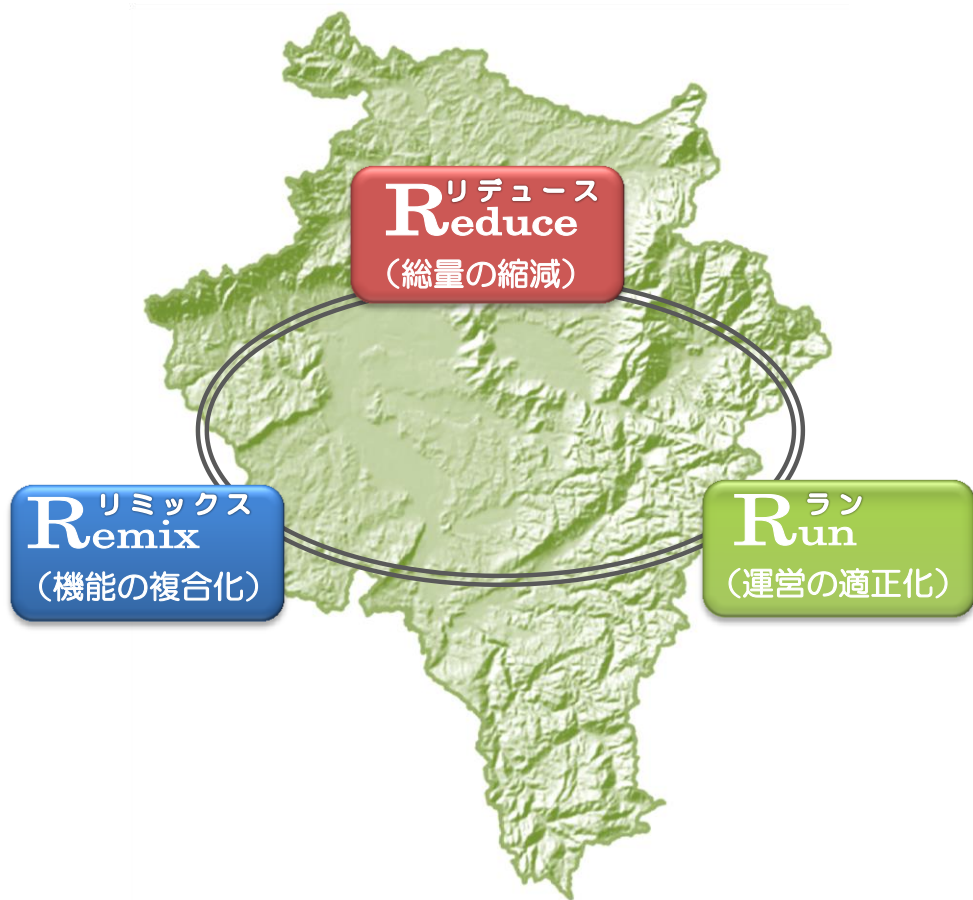 リデュース
Reduce
（総量の縮減）
リミックス
Remix
（機能の複合化）
ラン
Run
（運営の適正化）